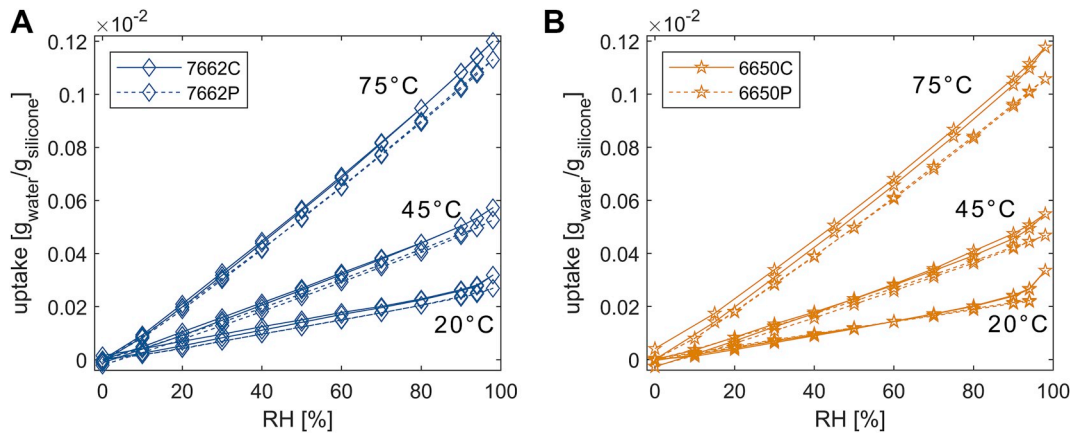 A
×10⁻²
0.12
0.1
0.08
0.06
0.04
0.02
0
uptake [g_water/g_silicone]
7662C
7662P
75°C
45°C
20°C
0 20 40 60 80 100
RH [%]
B
×10⁻²
0.12
0.1
0.08
0.06
0.04
0.02
0
uptake [g_water/g_silicone]
6650C
6650P
75°C
45°C
20°C
0 20 40 60 80 100
RH [%]